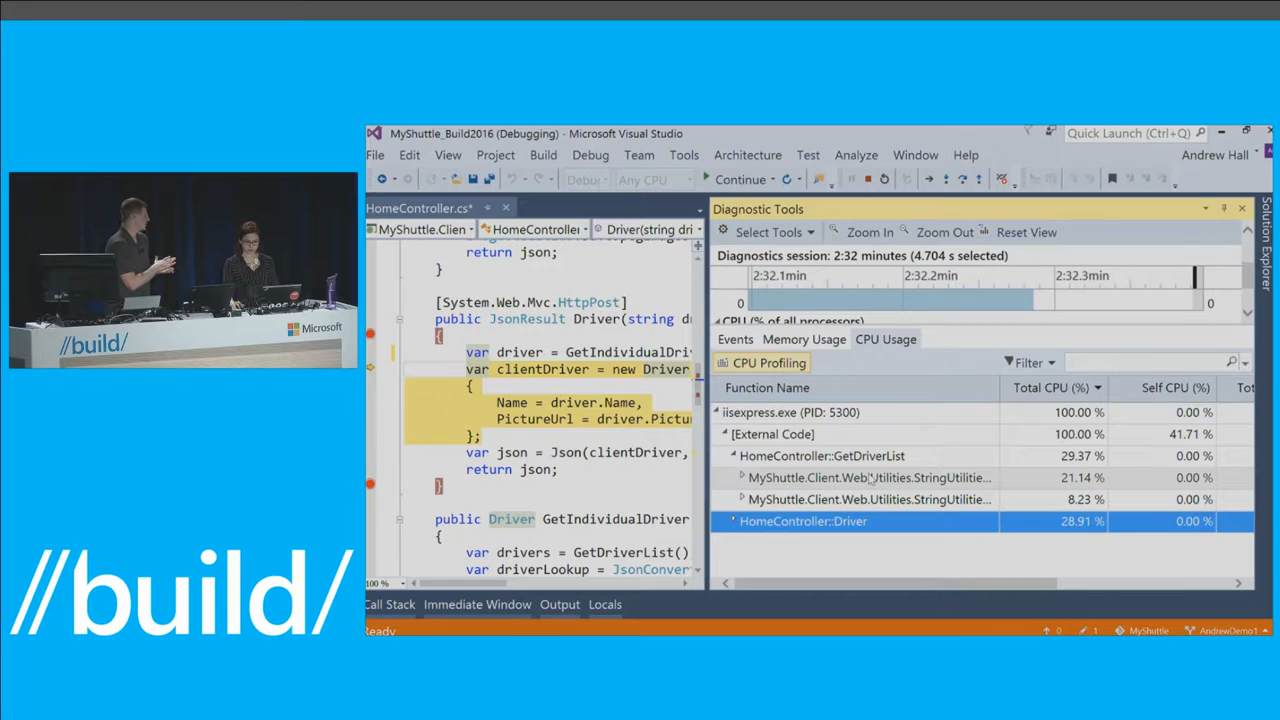 MyShuttle_Build2016 (Debugging) - Microsoft Visual Studio
Quick Launch (Ctrl+Q)
File Edit View Project Build Debug Team Tools Architecture Test Analyze Window Help
Andrew Hall
Debu
Any CPU
Continue
HomeController.cs*
MyShuttle.Clien
HomeController
Driver(string dri
return json;
}
[System.Web.Mvc.HttpPost]
public JsonResult Driver(string d
{
var driver = GetIndividualDri
var clientDriver = new Driver
{
Name = driver.Name,
PictureUrl = driver.Pictu
};
var json = Json(clientDriver,
return json;
}
public Driver GetIndividualDriver
{
var drivers = GetDriverList()
var driverLookup = JsonConver
100 %
Diagnostic Tools
Select Tools Zoom In Zoom Out Reset View
Diagnostics session: 2:32 minutes (4.704 s selected)
2:32.1min 2:32.2min 2:32.3min
0 0
CPU (% of all processors)
Events Memory Usage CPU Usage
CPU Profiling
Filter
Function Name Total CPU (%) Self CPU (%) Tot
iisexpress.exe (PID: 5300) 100.00 % 0.00 %
[External Code] 100.00 % 41.71 %
HomeController::GetDriverList 29.37 % 0.00 %
MyShuttle.Client.Web.Utilities.StringUtilitie... 21.14 % 0.00 %
MyShuttle.Client.Web.Utilities.StringUtilitie... 8.23 % 0.00 %
HomeController::Driver 28.91 % 0.00 %
Solution Explorer
Call Stack Immediate Window Output Locals
Ready
0
1
MyShuttle
AndrewDemo1
//build/
Microsoft
//build/